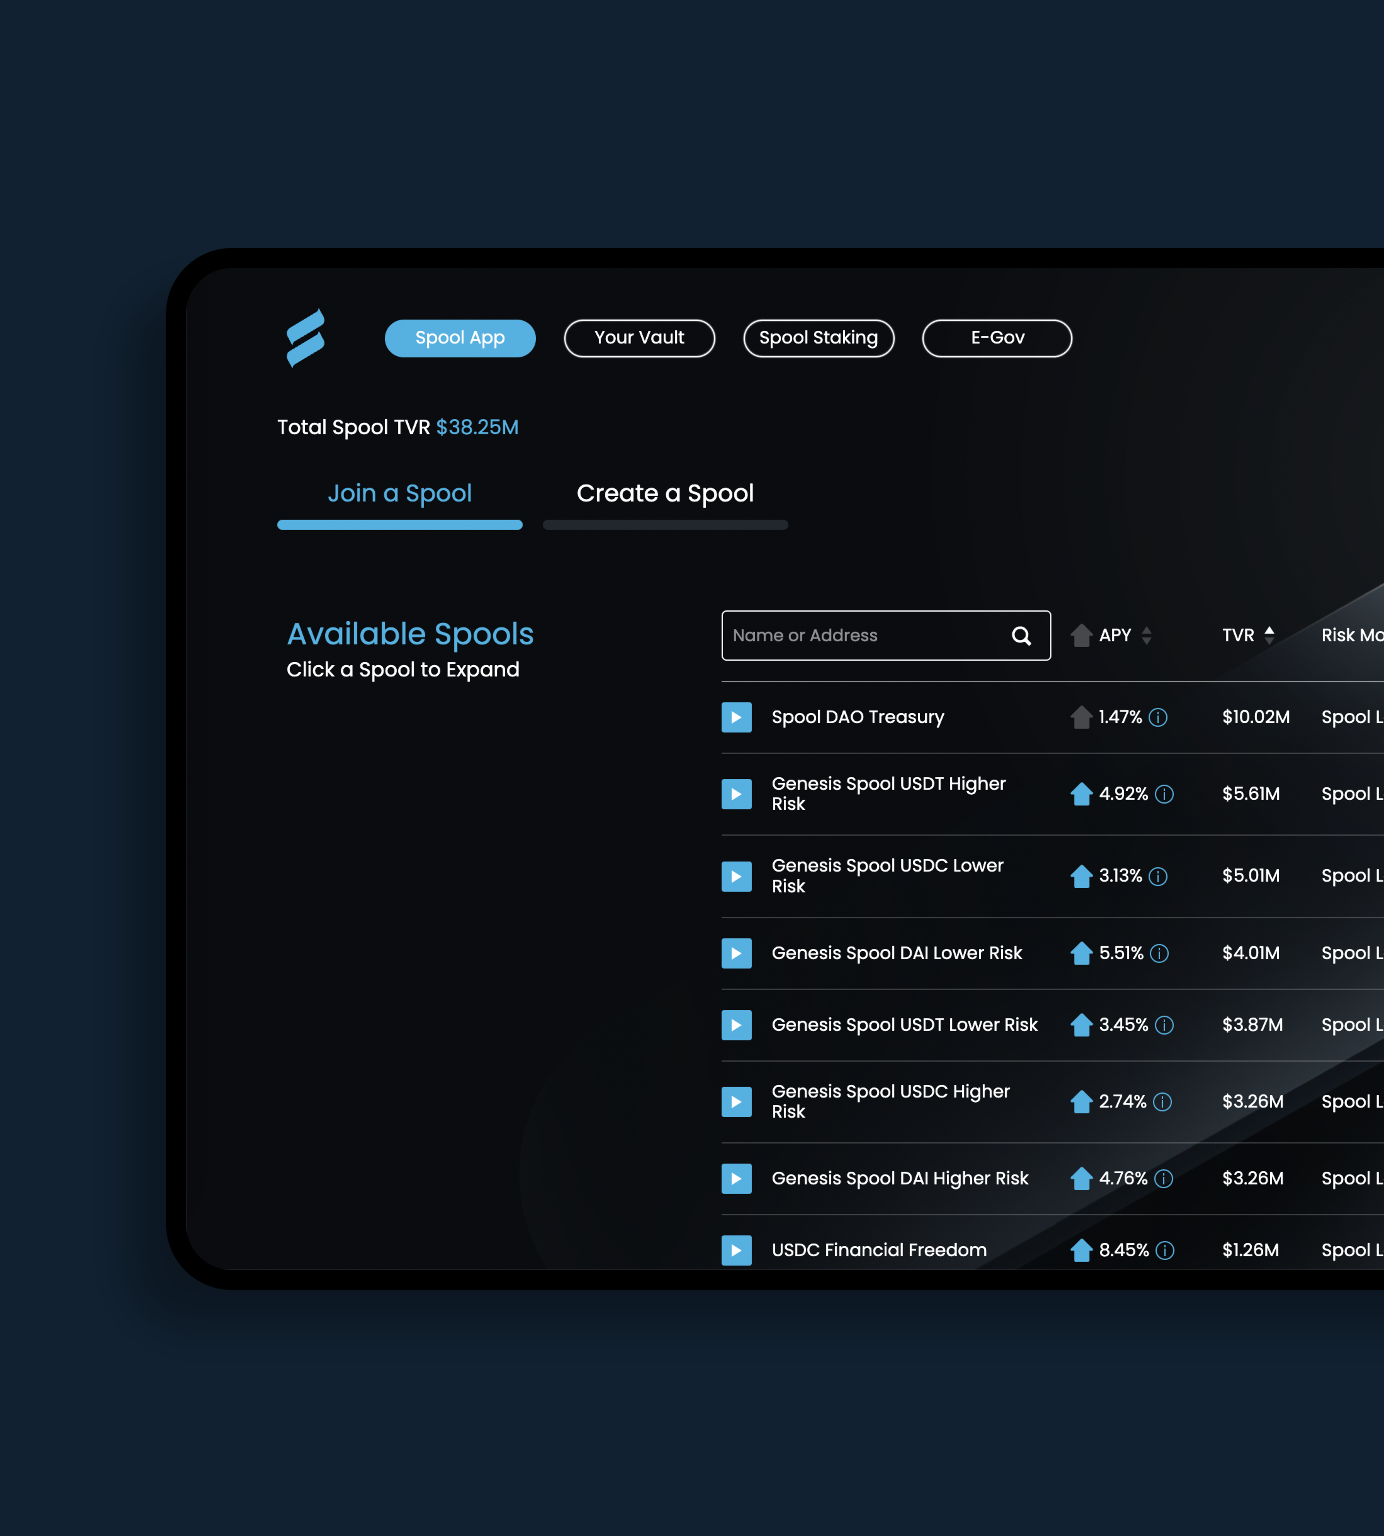 Spool App Your Vault Spool Staking E-Gov
Total Spool TVR $38.25M
Join a Spool Create a Spool
Available Spools
Click a Spool to Expand
Name or Address APY TVR Risk Mo
Spool DAO Treasury 1.47% $10.02M Spool L
Genesis Spool USDT Higher
Risk 4.92% $5.61M Spool L
Genesis Spool USDC Lower
Risk 3.13% $5.01M Spool L
Genesis Spool DAI Lower Risk 5.51% $4.01M Spool L
Genesis Spool USDT Lower Risk 3.45% $3.87M Spool L
Genesis Spool USDC Higher
Risk 2.74% $3.26M Spool L
Genesis Spool DAI Higher Risk 4.76% $3.26M Spool L
USDC Financial Freedom 8.45% $1.26M Spool L